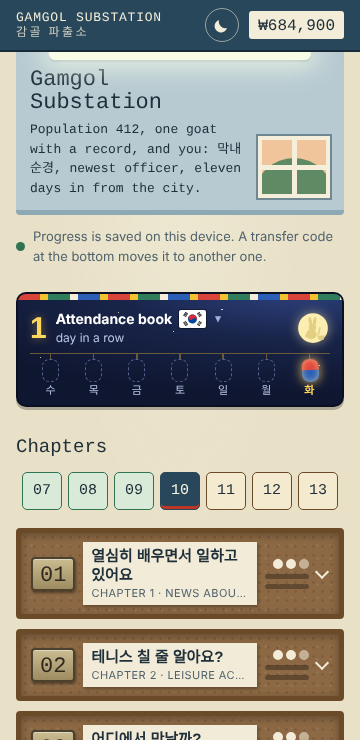 GAMGOL SUBSTATION
감골 파출소
₩684,900
Gamgol
Substation
Population 412, one goat
with a record, and you: 막내
순경, newest officer, eleven
days in from the city.
Progress is saved on this device. A transfer code
at the bottom moves it to another one.
1 Attendance book
day in a row
수 목 금 토 일 월 화
Chapters
07 08 09 10 11 12 13
01
열심히 배우면서 일하고
있어요
CHAPTER 1 · NEWS ABOU...
02
테니스 칠 줄 알아요?
CHAPTER 2 · LEISURE AC...
어디에서 만날까?